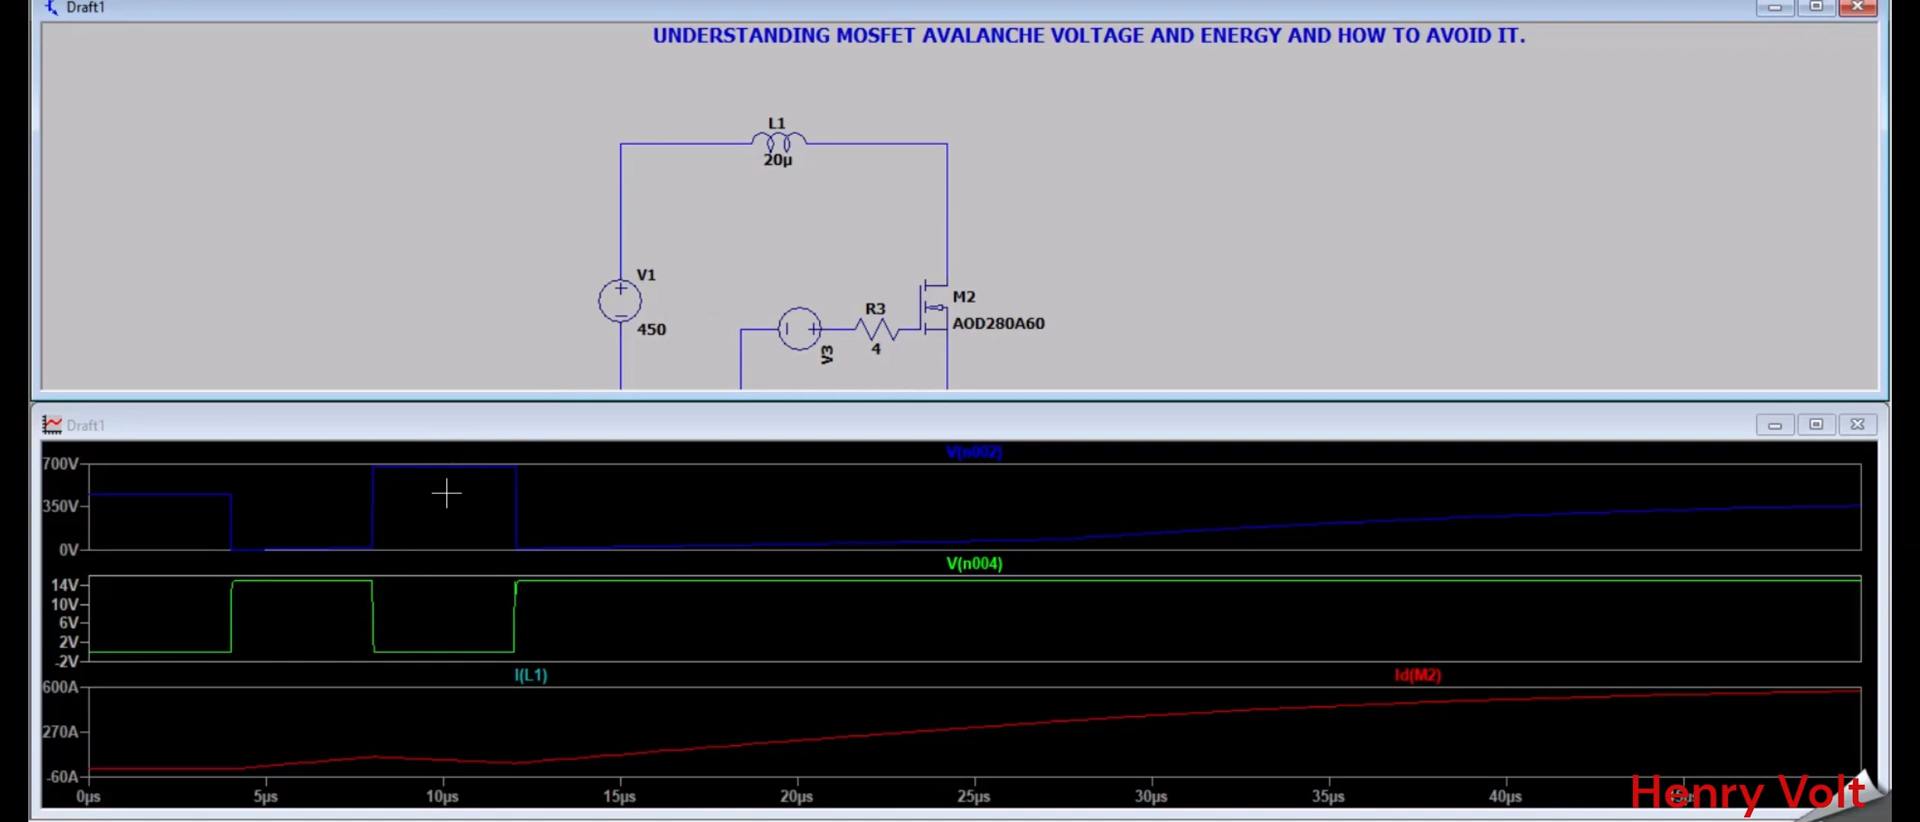 Draft1
UNDERSTANDING MOSFET AVALANCHE VOLTAGE AND ENERGY AND HOW TO AVOID IT.
L1
20µ
V1
450
V3
R3
4
M2
AOD280A60
Draft1
V(n002)
700V
350V
0V
V(n004)
14V
10V
6V
2V
-2V
I(L1) Id(M2)
600A
270A
-60A
0µs 5µs 10µs 15µs 20µs 25µs 30µs 35µs 40µs
Henry Volt